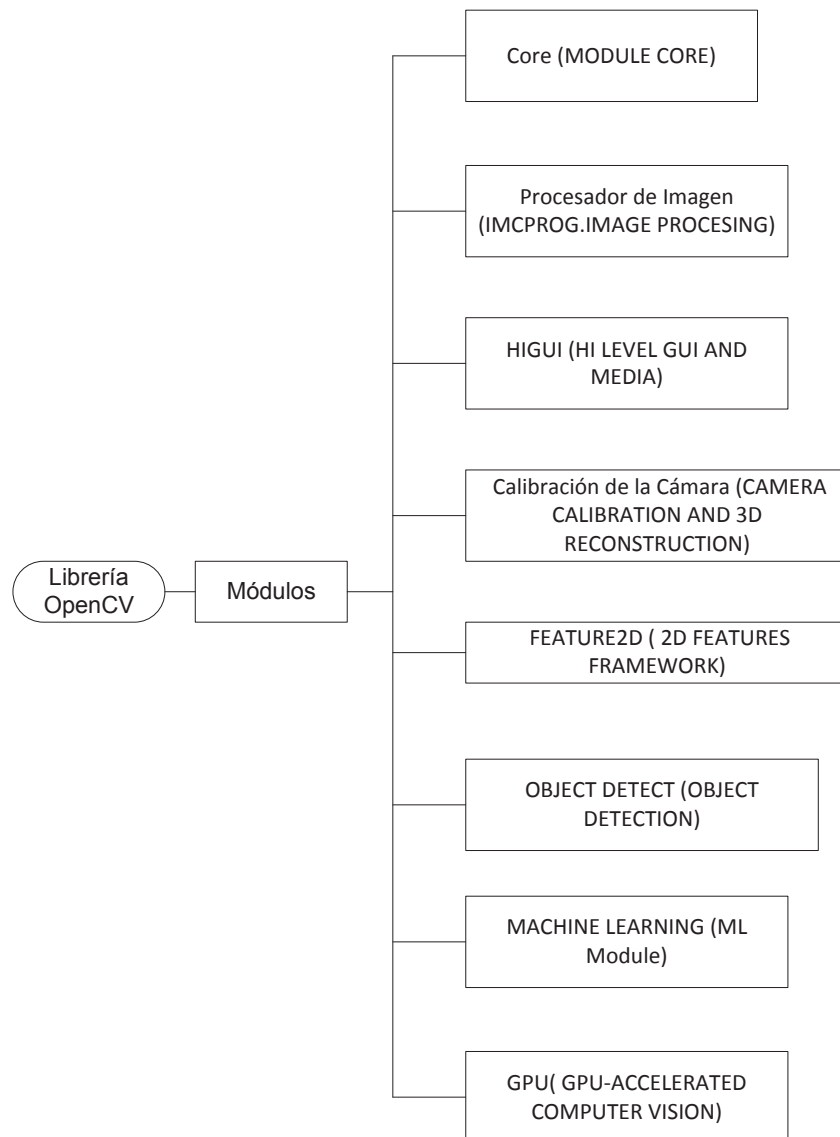 Core (MODULE CORE)
Procesador de Imagen
(IMCPROG.IMAGE PROCESING)
HIGUI (HI LEVEL GUI AND
MEDIA)
Calibración de la Cámara (CAMERA
CALIBRATION AND 3D
RECONSTRUCTION)
Librería
OpenCV
Módulos
FEATURE2D ( 2D FEATURES
FRAMEWORK)
OBJECT DETECT (OBJECT
DETECTION)
MACHINE LEARNING (ML
Module)
GPU( GPU-ACCELERATED
COMPUTER VISION)